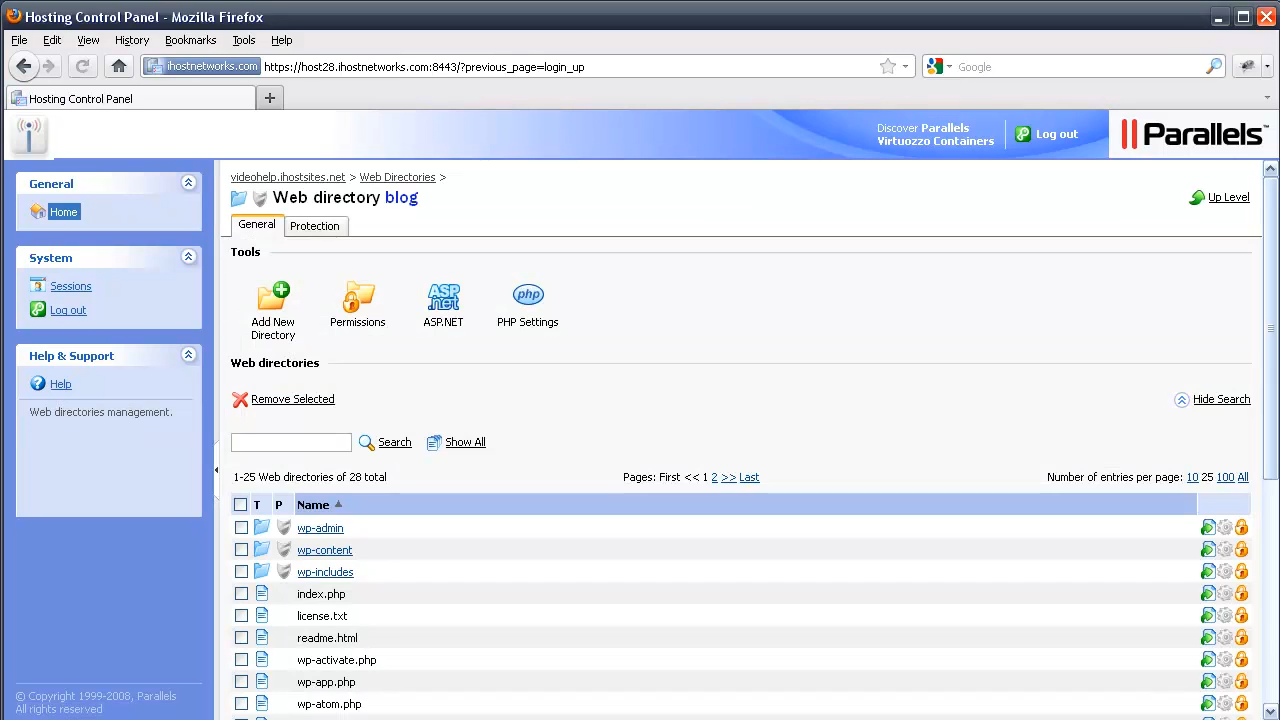 Hosting Control Panel - Mozilla Firefox
File Edit View History Bookmarks Tools Help
ihostnetworks.com https://host28.ihostnetworks.com:8443/?previous_page=login_up Google
Hosting Control Panel
Discover Parallels
Virtuozzo Containers
Log out
Parallels™
General
Home
System
Sessions
Log out
Help & Support
Help
Web directories management.
© Copyright 1999-2008, Parallels
All rights reserved
videohelp.ihostsites.net > Web Directories >
Web directory blog
Up Level
General Protection
Tools
Add New
Directory
Permissions
ASP.net
ASP.NET
php
PHP Settings
Web directories
Remove Selected
Hide Search
Search Show All
1-25 Web directories of 28 total
Pages: First << 1 2 >> Last
Number of entries per page: 10 25 100 All
T P Name
wp-admin
wp-content
wp-includes
index.php
license.txt
readme.html
wp-activate.php
wp-app.php
wp-atom.php